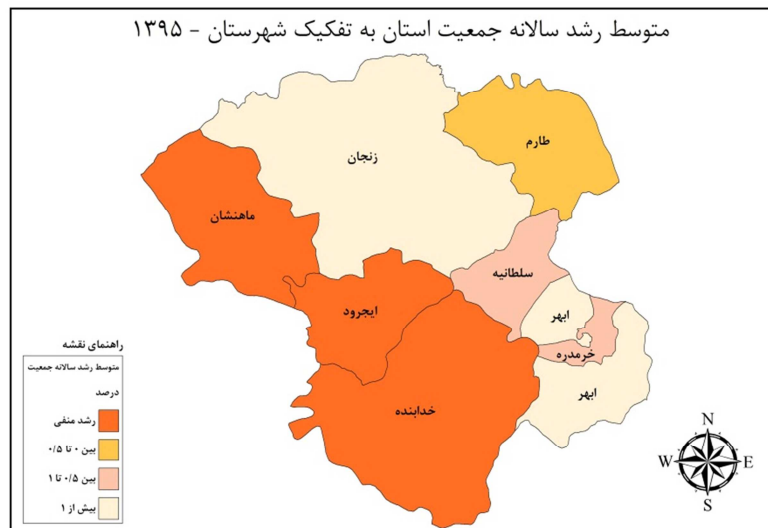 متوسط رشد سالانه جمعیت استان به تفکیک شهرستان - ۱۳۹۵
طارم
زنجان
ماهنشان
سلطانیه
ایجرود
ابهر
خرمدره
ابهر
خدابنده
راهنمای نقشه
متوسط رشد سالانه جمعیت
درصد
رشد منفی
بین ۰ تا ۰/۵
بین ۰/۵ تا ۱
بیش از ۱
N
W E
S